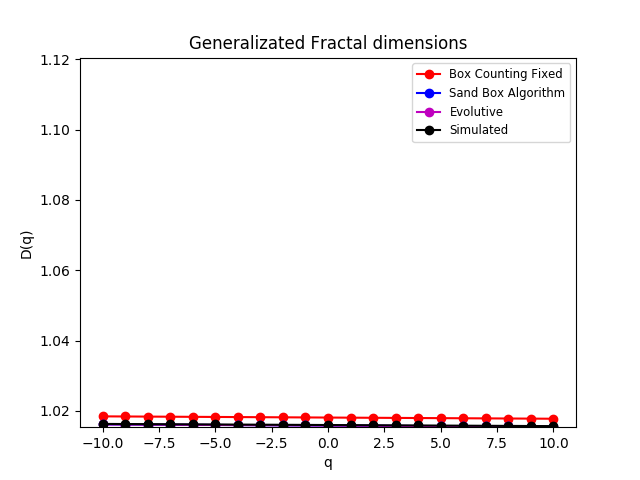 Generalizated Fractal dimensions
1.12
1.10
1.08
1.06
1.04
1.02
D(q)
Box Counting Fixed
Sand Box Algorithm
Evolutive
Simulated
−10.0 −7.5 −5.0 −2.5 0.0 2.5 5.0 7.5 10.0
q